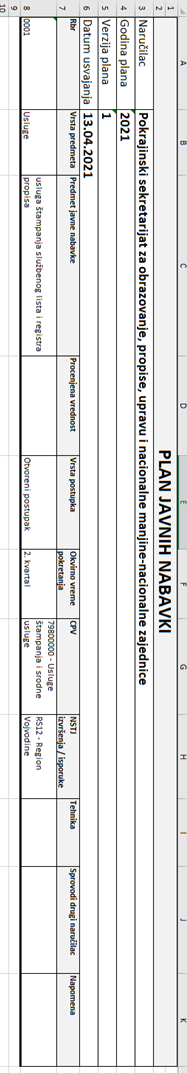 A B C D E F G H I J K
1
2 PLAN JAVNIH NABAVKI
3 Naručilac Pokrajinski sekretarijat za obrazovanje, propise, upravu i nacionalne manjine-nacionalne zajednice
4 Godina plana 2021
5 Verzija plana 1
6 Datum usvajanja 13.04.2021
7 Rbr Vrsta predmeta Predmet javne nabavke Procenjena vrednost Vrsta postupka Okvirno vreme pokretanja CPV NSTJ izvršenja / isporuke Tehnika Sprovodi drugi naručilac Napomena
8 0001 Usluge usluga štampanja službenog lista i registra propisa Otvoreni postupak 2. kvartal 79800000 - Usluge štampanja i srodne usluge RS12 - Region Vojvodine
9
10